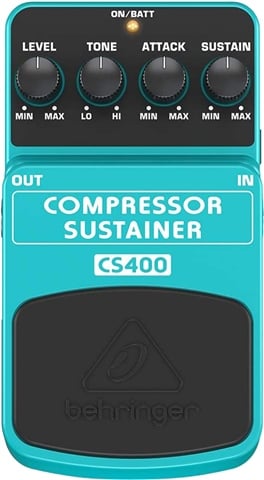 ON/BATT
LEVEL TONE ATTACK SUSTAIN
MIN MAX LO HI MIN MAX MIN MAX
OUT IN
COMPRESSOR
SUSTAINER
CS400
behringer